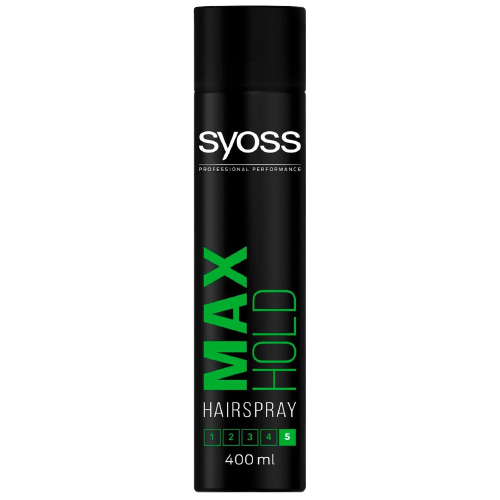 syoss
PROFESSIONAL PERFORMANCE
MAX
HOLD
HAIRSPRAY
1 2 3 4 5
400 ml